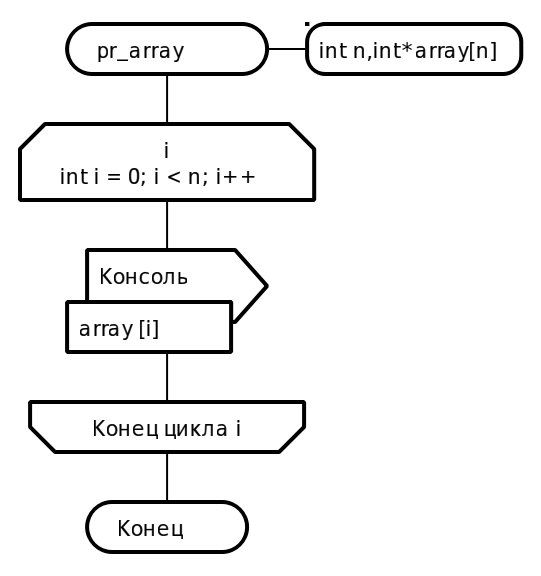 pr_array
int n,int* array[n]
i
int i = 0; i < n; i++
Консоль
array [i]
Конец цикла i
Конец